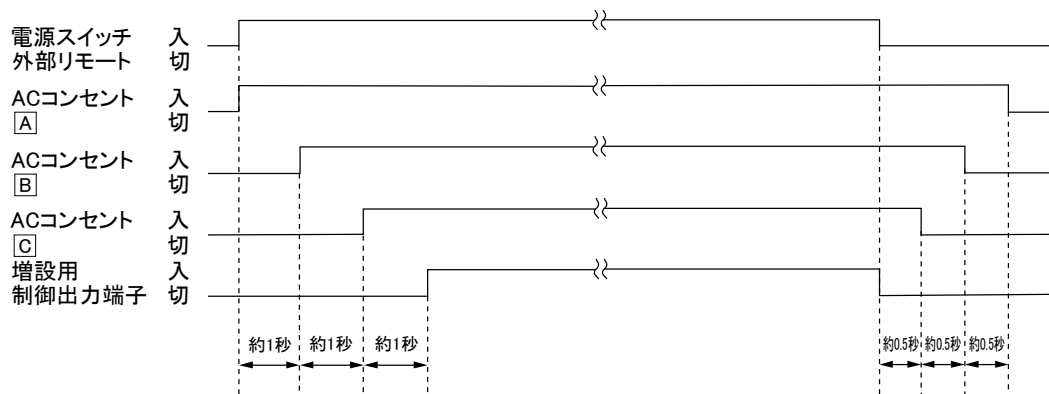 電源スイッチ 入
外部リモート 切
ACコンセント 入
A 切
ACコンセント 入
B 切
ACコンセント 入
C 切
増設用 入
制御出力端子 切
約1秒 約1秒 約1秒 約0.5秒 約0.5秒 約0.5秒